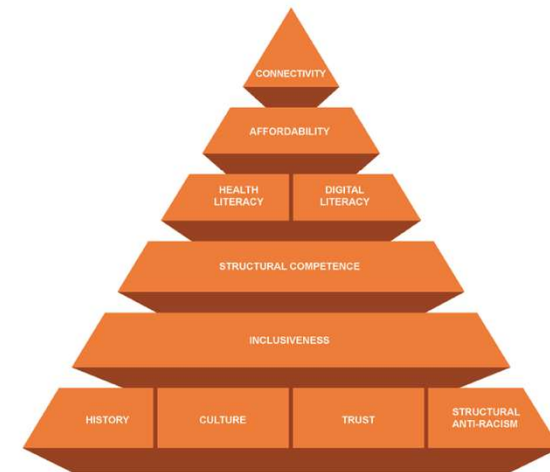 CONNECTIVITY
AFFORDABILITY
HEALTH
LITERACY
DIGITAL
LITERACY
STRUCTURAL COMPETENCE
INCLUSIVENESS
HISTORY
CULTURE
TRUST
STRUCTURAL
ANTI-RACISM